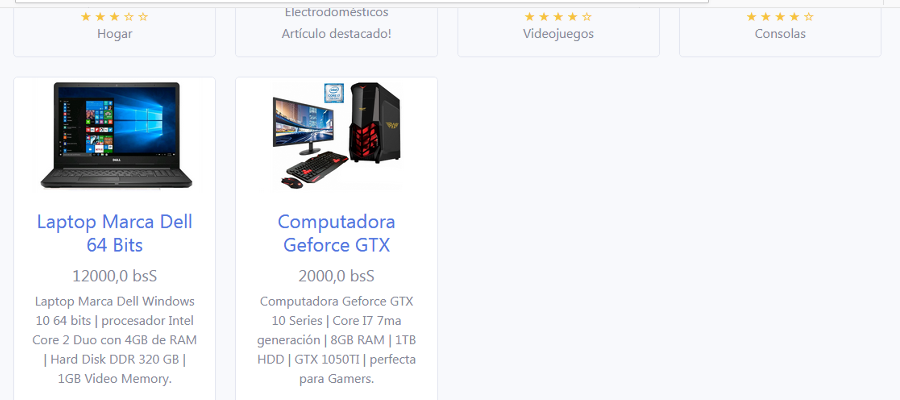 ★ ★ ★ ☆ ☆
Hogar
Electrodomésticos
Artículo destacado!
★ ★ ★ ★ ☆
Videojuegos
★ ★ ★ ★ ☆
Consolas
DELL
Laptop Marca Dell
64 Bits
12000,0 bsS
Laptop Marca Dell Windows
10 64 bits | procesador Intel
Core 2 Duo con 4GB de RAM
| Hard Disk DDR 320 GB |
1GB Video Memory.
Computadora
Geforce GTX
2000,0 bsS
Computadora Geforce GTX
10 Series | Core I7 7ma
generación | 8GB RAM | 1TB
HDD | GTX 1050TI | perfecta
para Gamers.